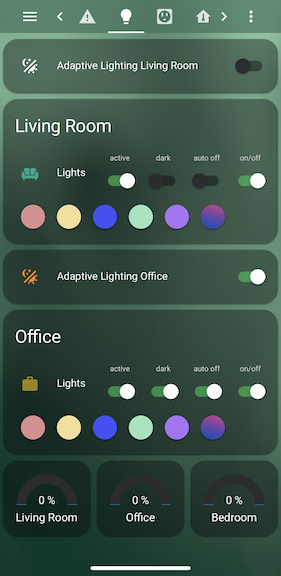 Adaptive Lighting Living Room
Living Room
active dark auto off on/off
Lights
Adaptive Lighting Office
Office
active dark auto off on/off
Lights
0 % 0 % 0 %
Living Room Office Bedroom